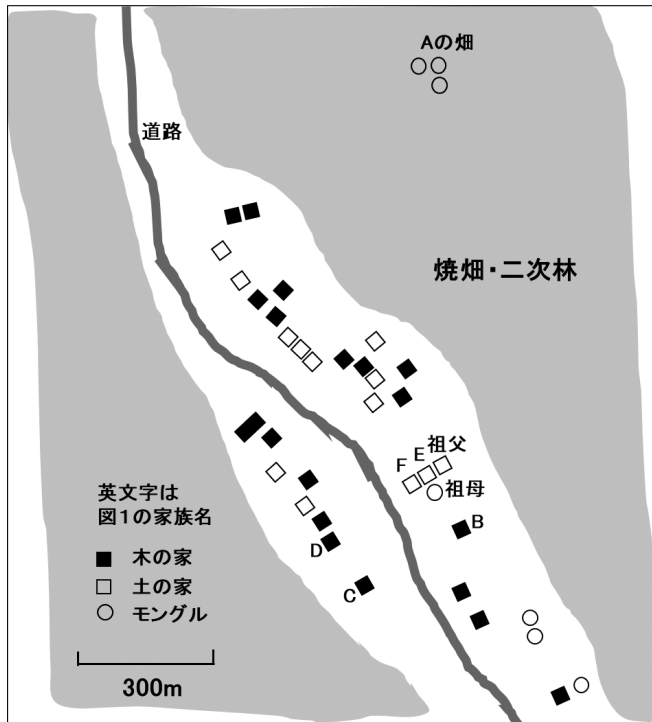 Aの畑
道路
焼畑・二次林
祖父
E
F
祖母
B
D
C
英文字は
図1の家族名
木の家
土の家
モングル
300m